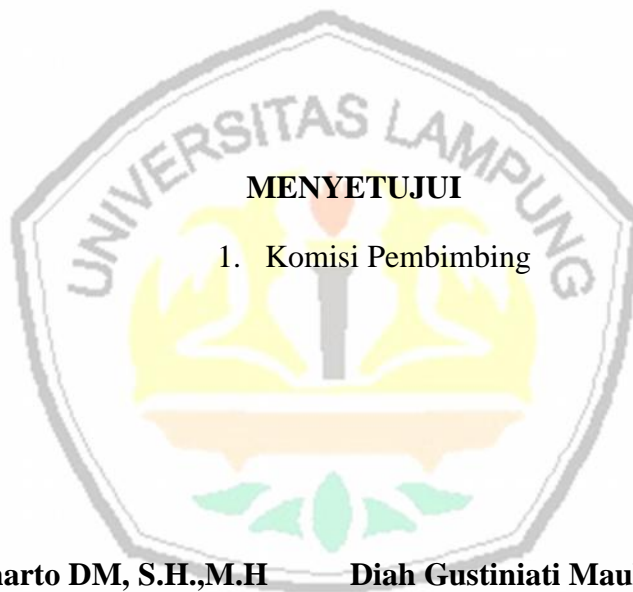 UNIVERSITAS LAMPUNG
MENYETUJUI
1. Komisi Pembimbing
DM, S.H.,M.H Diah Gustiniati